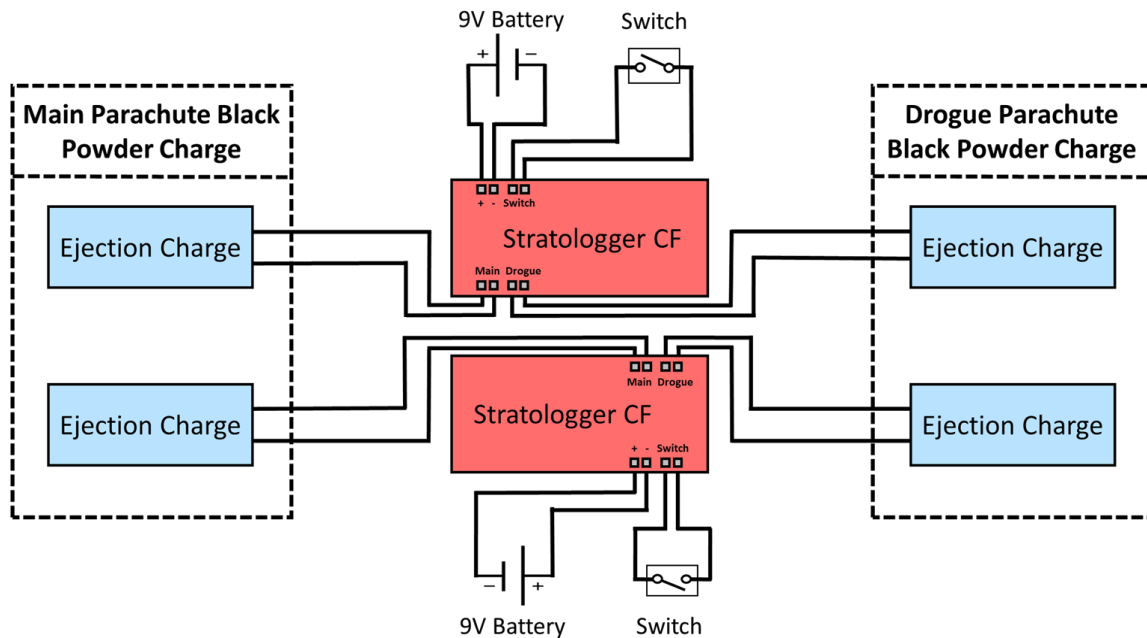 9V Battery
Switch
+ −
Main Parachute Black
Powder Charge
Drogue Parachute
Black Powder Charge
+ - Switch
Ejection Charge
Stratologger CF
Ejection Charge
Main Drogue
Main Drogue
Ejection Charge
Stratologger CF
Ejection Charge
+ - Switch
− +
9V Battery
Switch